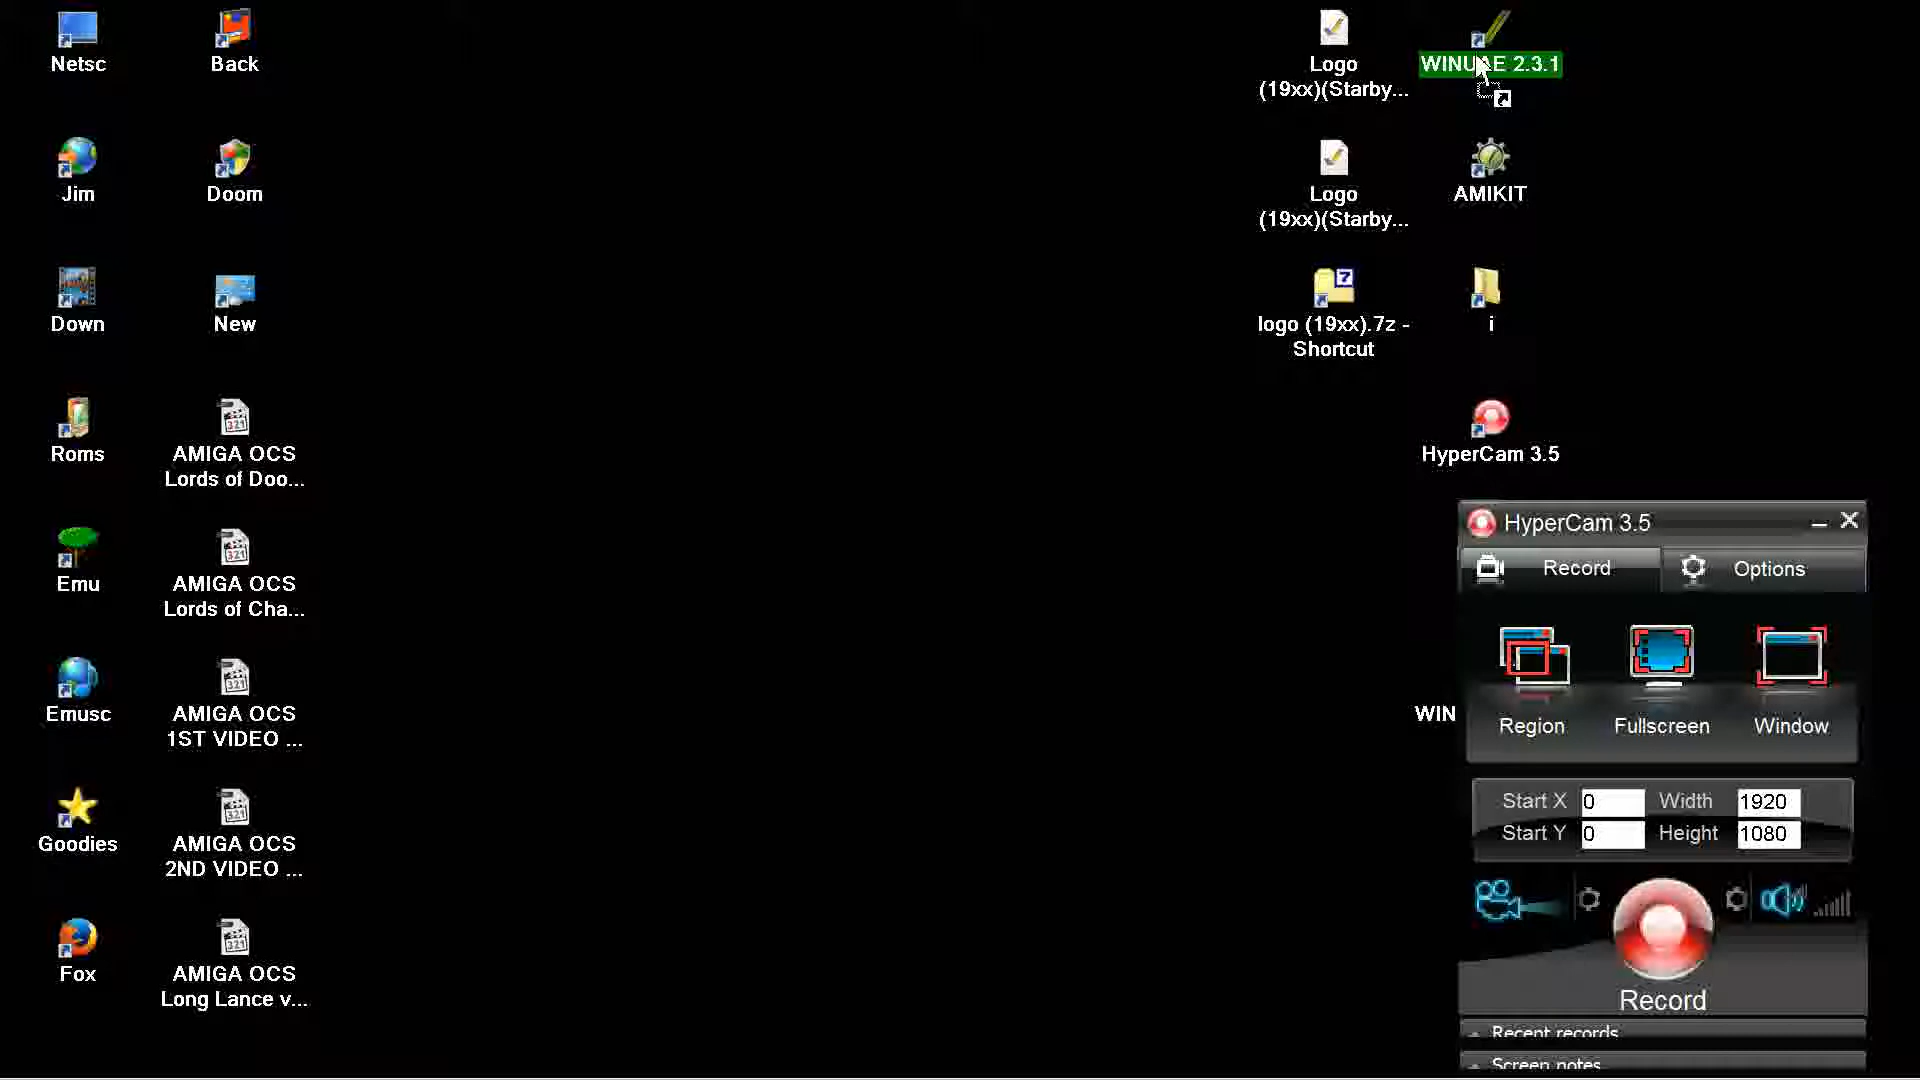 Netsc
Back
Logo
(19xx)(Starby...
WINUAE 2.3.1
Jim
Doom
Logo
(19xx)(Starby...
AMIKIT
Down
New
logo (19xx).7z -
Shortcut
i
Roms
AMIGA OCS
Lords of Doo...
HyperCam 3.5
Emu
AMIGA OCS
Lords of Cha...
Emusc
AMIGA OCS
1ST VIDEO ...
WIN
Goodies
AMIGA OCS
2ND VIDEO ...
Fox
AMIGA OCS
Long Lance v...
HyperCam 3.5
Record
Options
Region
Fullscreen
Window
Start X 0 Width 1920
Start Y 0 Height 1080
Record
Recent records
Screen notes